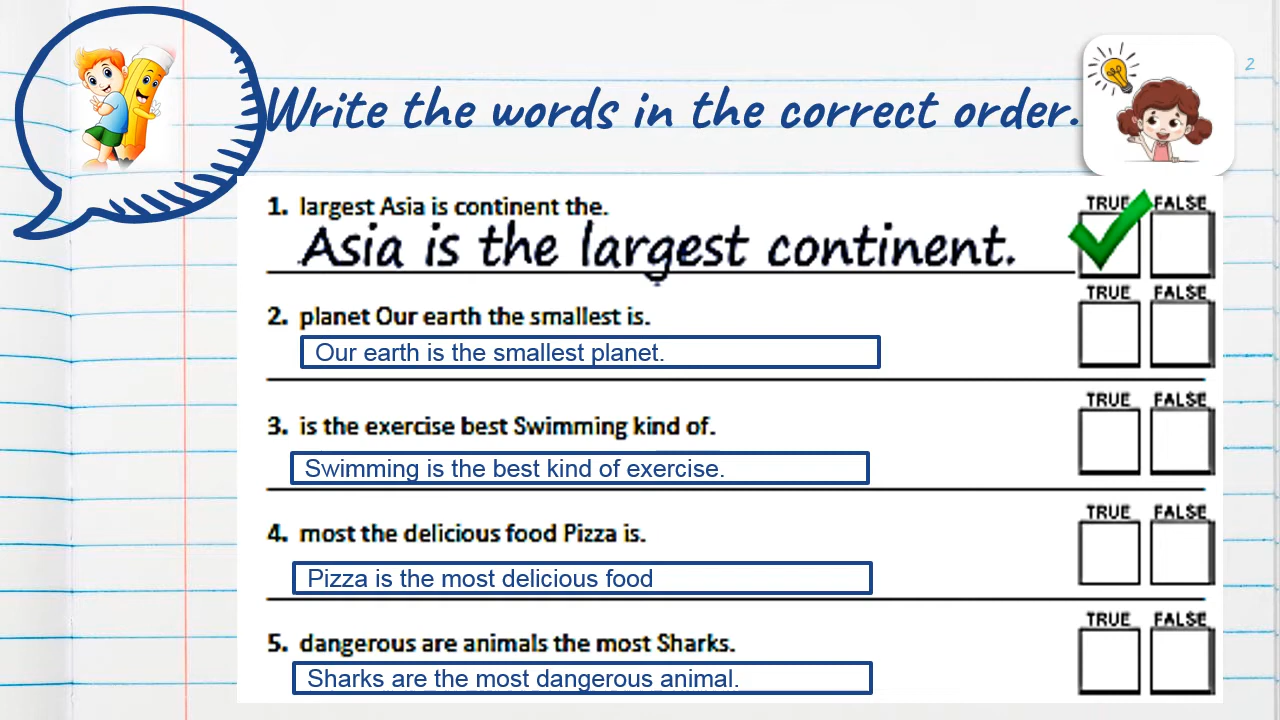 2
Write the words in the correct order.
1. largest Asia is continent the.
TRUE FALSE
Asia is the largest continent.
TRUE FALSE
2. planet Our earth the smallest is.
Our earth is the smallest planet.
TRUE FALSE
3. is the exercise best Swimming kind of.
Swimming is the best kind of exercise.
TRUE FALSE
4. most the delicious food Pizza is.
Pizza is the most delicious food
TRUE FALSE
5. dangerous are animals the most Sharks.
Sharks are the most dangerous animal.